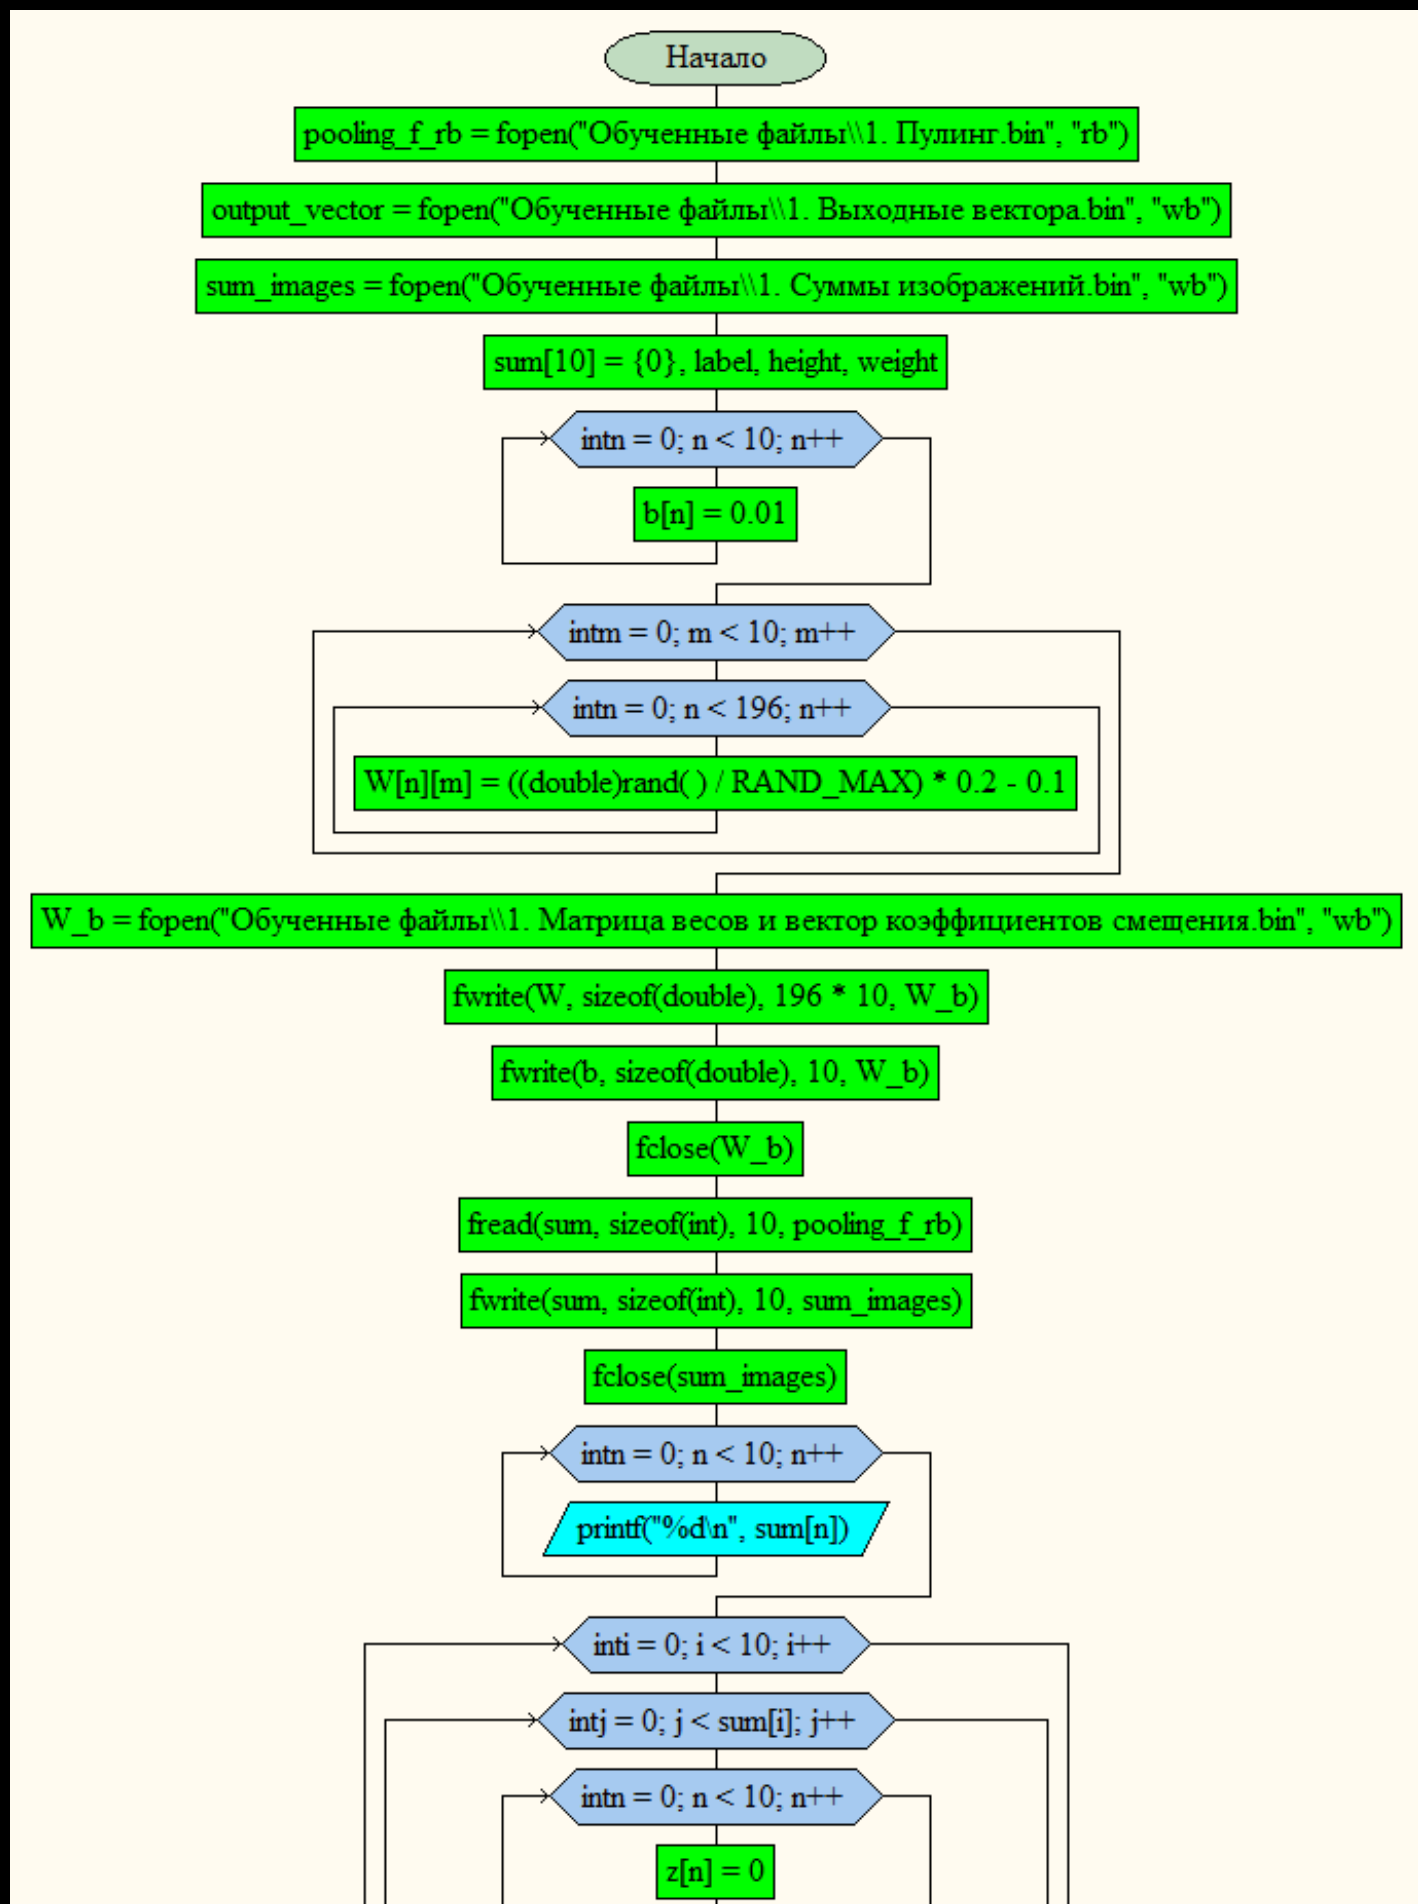 Начало
pooling_f_rb = fopen("Обученные файлы\\1. Пулинг.bin", "rb")
output_vector = fopen("Обученные файлы\\1. Выходные вектора.bin", "wb")
sum_images = fopen("Обученные файлы\\1. Суммы изображений.bin", "wb")
sum[10] = {0}, label, height, weight
intn = 0; n < 10; n++
b[n] = 0.01
intm = 0; m < 10; m++
intn = 0; n < 196; n++
W[n][m] = ((double)rand( ) / RAND_MAX) * 0.2 - 0.1
W_b = fopen("Обученные файлы\\1. Матрица весов и вектор коэффициентов смещения.bin", "wb")
fwrite(W, sizeof(double), 196 * 10, W_b)
fwrite(b, sizeof(double), 10, W_b)
fclose(W_b)
fread(sum, sizeof(int), 10, pooling_f_rb)
fwrite(sum, sizeof(int), 10, sum_images)
fclose(sum_images)
intn = 0; n < 10; n++
printf("%d\n", sum[n])
inti = 0; i < 10; i++
intj = 0; j < sum[i]; j++
intn = 0; n < 10; n++
z[n] = 0